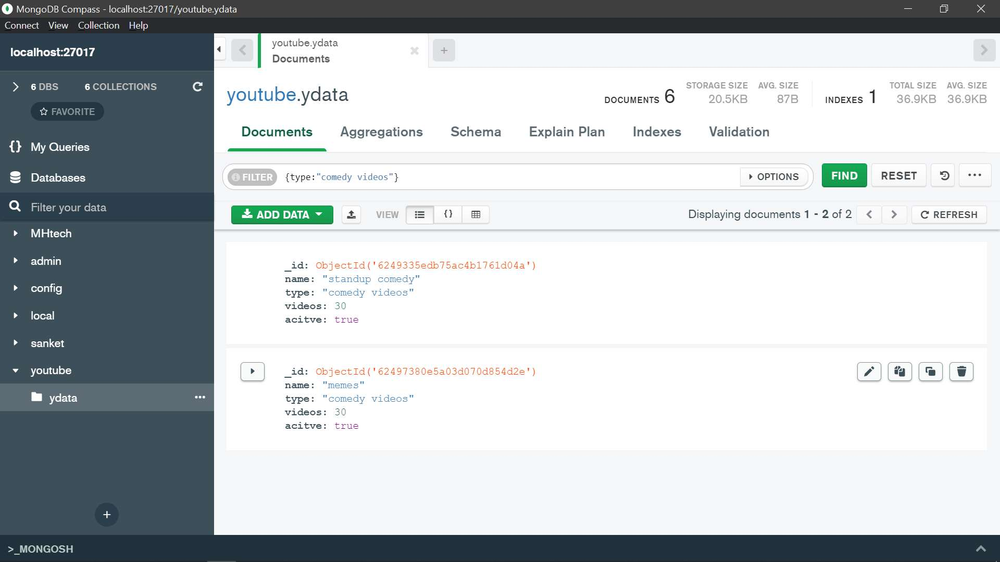 MongoDB Compass - localhost:27017/youtube.ydata
Connect View Collection Help
localhost:27017
6 DBS 6 COLLECTIONS
FAVORITE
{} My Queries
Databases
Filter your data
MHtech
admin
config
local
sanket
youtube
ydata
youtube.ydata
Documents
youtube.ydata
DOCUMENTS 6
STORAGE SIZE
20.5KB
AVG. SIZE
87B
INDEXES 1
TOTAL SIZE
36.9KB
AVG. SIZE
36.9KB
Documents Aggregations Schema Explain Plan Indexes Validation
FILTER {type:"comedy videos"} OPTIONS FIND RESET
ADD DATA VIEW {} Displaying documents 1 - 2 of 2 REFRESH
_id: ObjectId('6249335edb75ac4b1761d04a')
name: "standup comedy"
type: "comedy videos"
videos: 30
acitve: true
_id: ObjectId('62497380e5a03d070d854d2e')
name: "memes"
type: "comedy videos"
videos: 30
acitve: true
>_MONGOSH